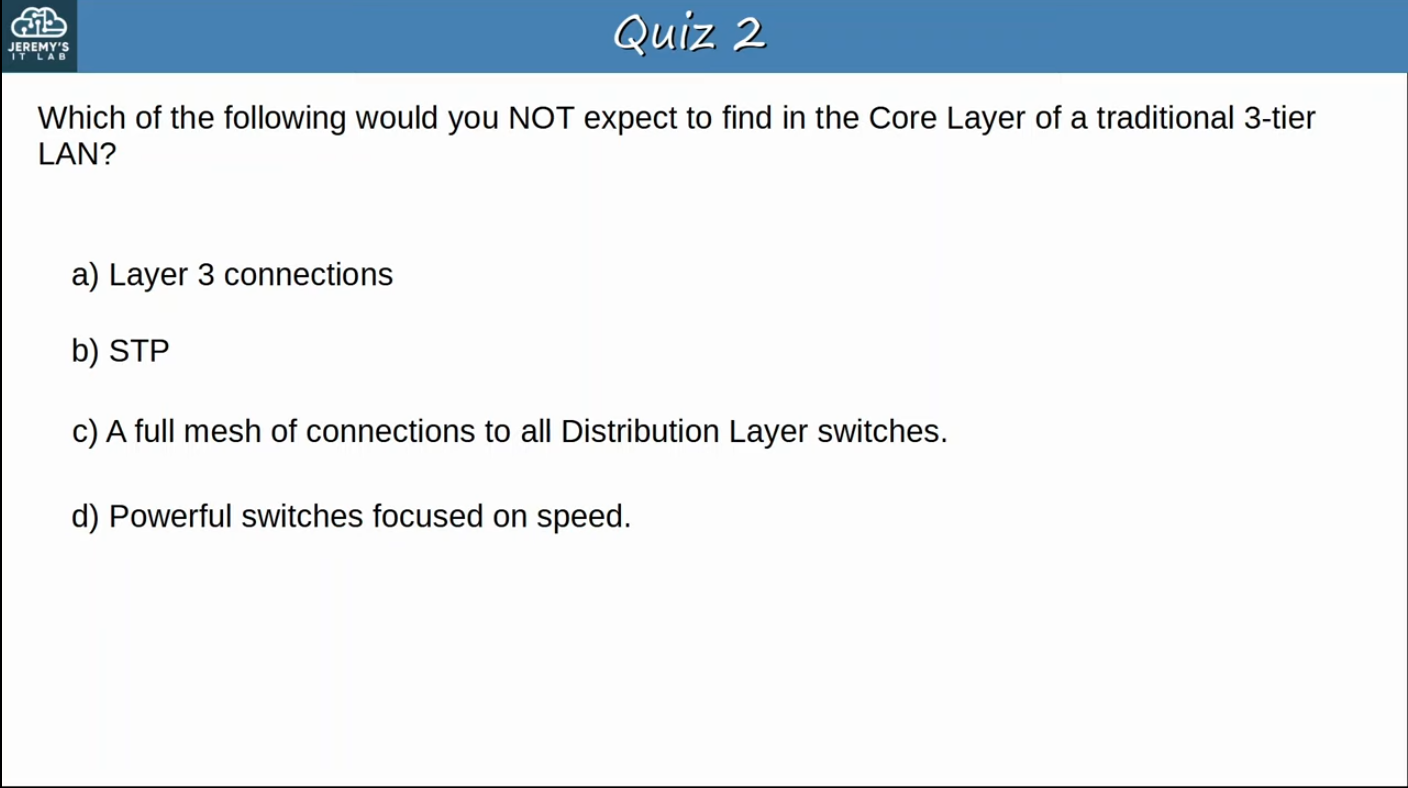 JEREMY'S
IT LAB
Quiz 2
Which of the following would you NOT expect to find in the Core Layer of a traditional 3-tier
LAN?
a) Layer 3 connections
b) STP
c) A full mesh of connections to all Distribution Layer switches.
d) Powerful switches focused on speed.